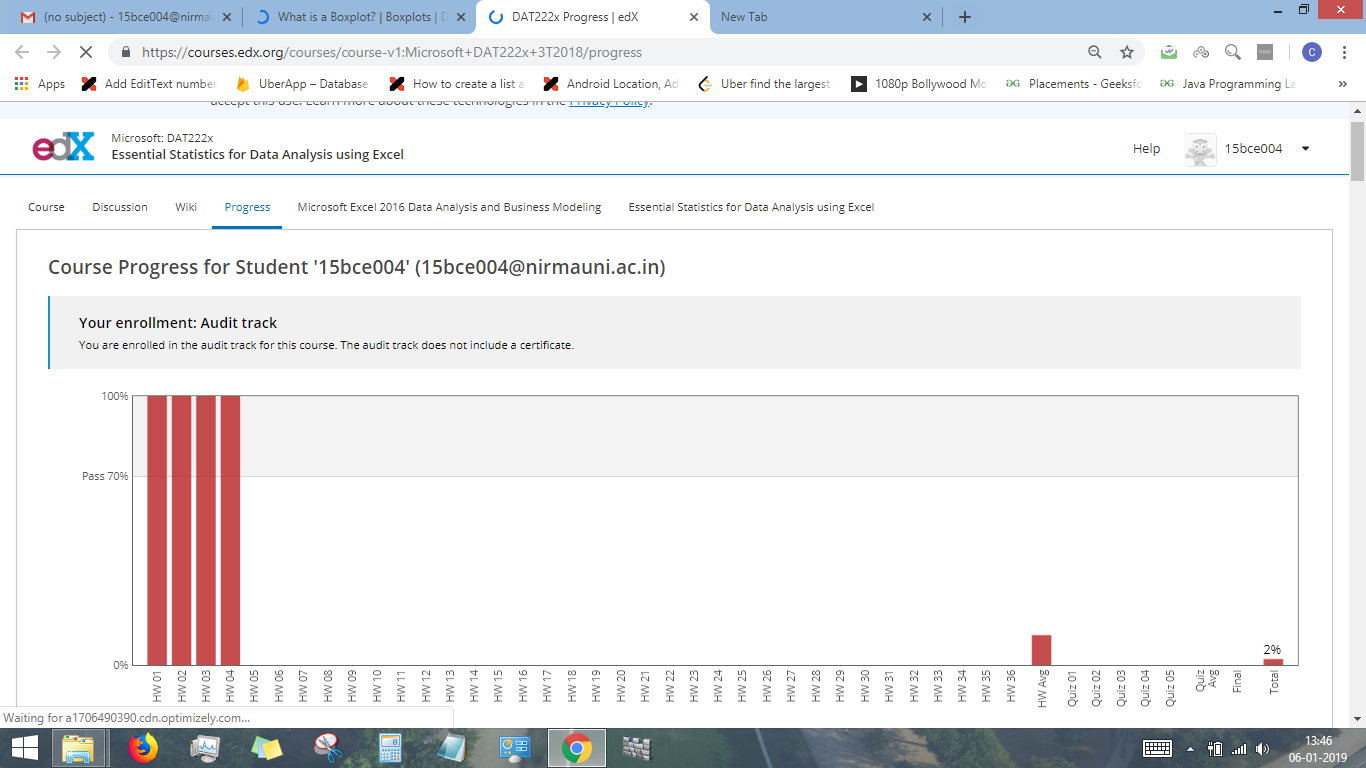 (no subject) - 15bce004@nirmau
What is a Boxplot? | Boxplots | D
DAT222x Progress | edX
New Tab
https://courses.edx.org/courses/course-v1:Microsoft+DAT222x+3T2018/progress
C
Apps
Add EditText number
UberApp – Database
How to create a list a
Android Location, Ad
Uber find the largest
1080p Bollywood Mo
Placements - Geeksfo
Java Programming La
»
accept this use. Learn more about these technologies in the Privacy Policy.
edX
Microsoft: DAT222x
Essential Statistics for Data Analysis using Excel
Help
15bce004
Course
Discussion
Wiki
Progress
Microsoft Excel 2016 Data Analysis and Business Modeling
Essential Statistics for Data Analysis using Excel
Course Progress for Student '15bce004' (15bce004@nirmauni.ac.in)
Your enrollment: Audit track
You are enrolled in the audit track for this course. The audit track does not include a certificate.
100%
Pass 70%
0%
2%
HW 01
HW 02
HW 03
HW 04
HW 05
HW 06
HW 07
HW 08
HW 09
HW 10
HW 11
HW 12
HW 13
HW 14
HW 15
HW 16
HW 17
HW 18
HW 19
HW 20
HW 21
HW 22
HW 23
HW 24
HW 25
HW 26
HW 27
HW 28
HW 29
HW 30
HW 31
HW 32
HW 33
HW 34
HW 35
HW 36
HW Avg
Quiz 01
Quiz 02
Quiz 03
Quiz 04
Quiz 05
Quiz
Avg
Final
Total
Waiting for a1706490390.cdn.optimizely.com...
13:46
06-01-2019